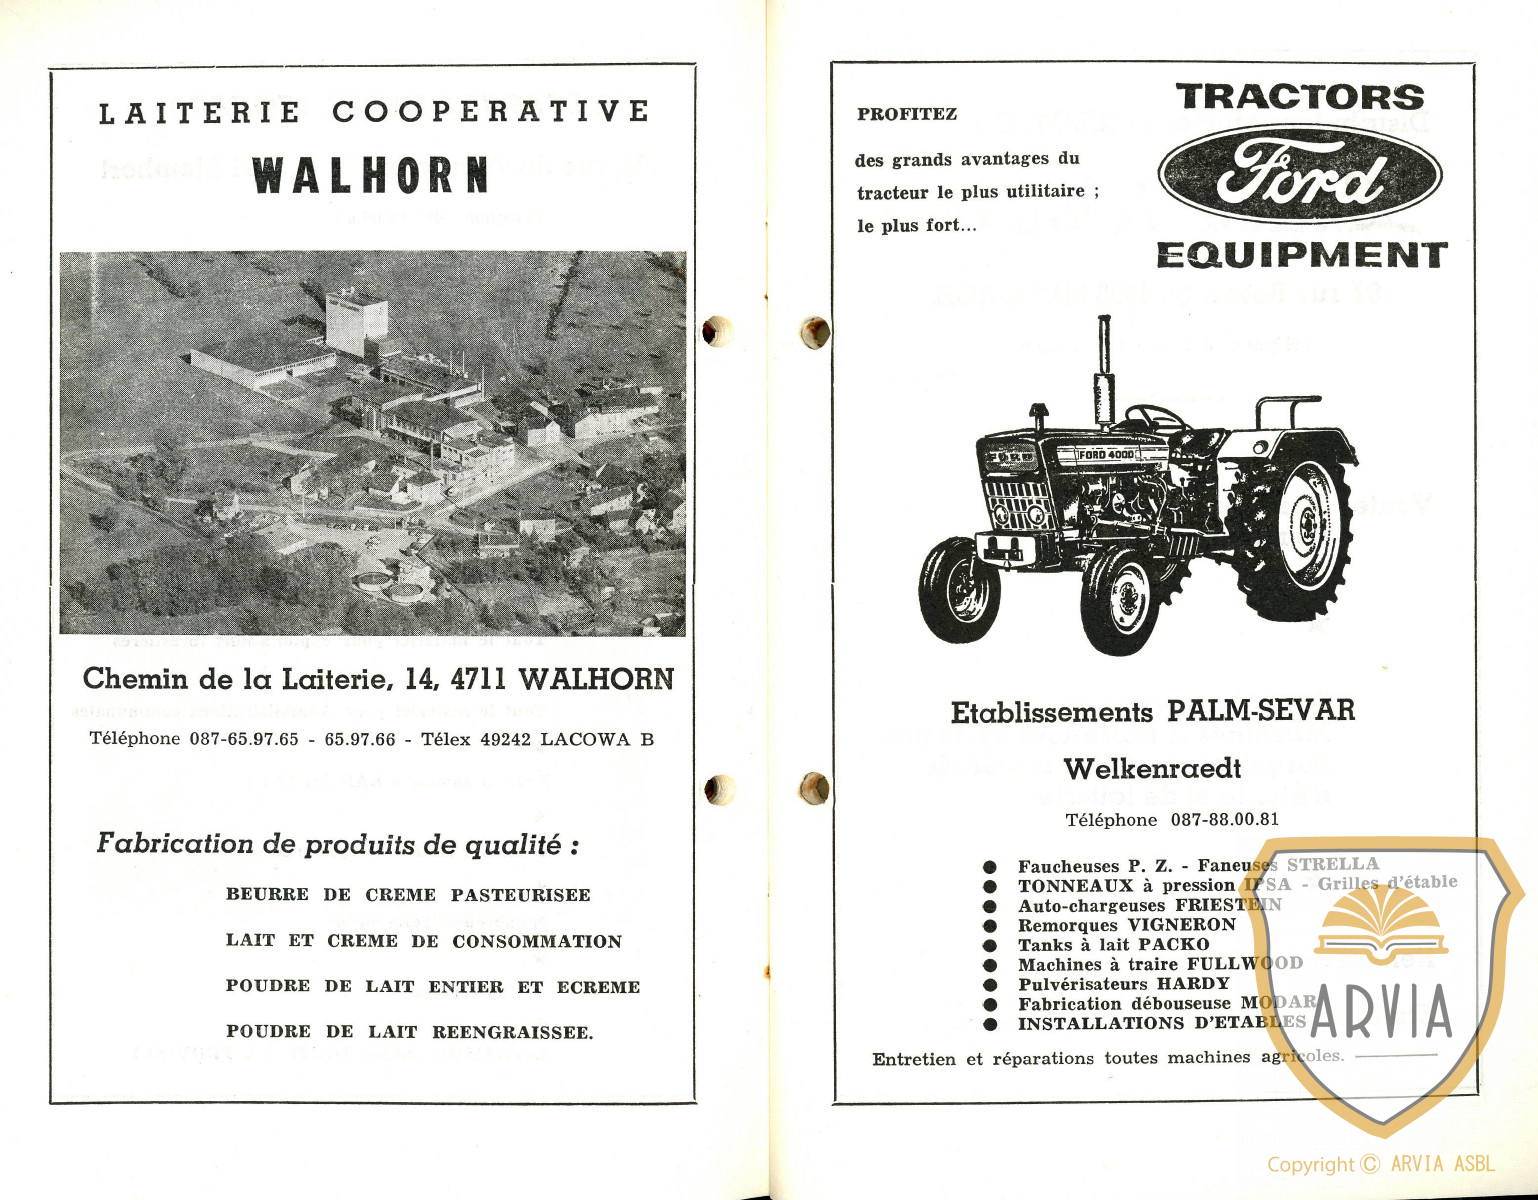 LAITERIE COOPERATIVE
WALHORN
Chemin de la Laiterie, 14, 4711 WALHORN
Téléphone 087-65.97.65 - 65.97.66 - Télex 49242 LACOWA B
Fabrication de produits de qualité :
BEURRE DE CREME PASTEURISEE
LAIT ET CREME DE CONSOMMATION
POUDRE DE LAIT ENTIER ET ECREME
POUDRE DE LAIT REENGRAISSEE.
PROFITEZ
des grands avantages du
tracteur le plus utilitaire ;
le plus fort...
TRACTORS
Ford
EQUIPMENT
FORD
FORD 4000
Etablissements PALM-SEVAR
Welkenraedt
Téléphone 087-88.00.81
● Faucheuses P. Z. - Faneuses STRELLA
● TONNEAUX à pression IPSA - Grilles d'étable
● Auto-chargeuses FRIESTEIN
● Remorques VIGNERON
● Tanks à lait PACKO
● Machines à traire FULLWOOD
● Pulvérisateurs HARDY
● Fabrication débouseuse MODAR
● INSTALLATIONS D'ETABLES
Entretien et réparations toutes machines agricoles.
ARVIA
Copyright © ARVIA ASBL